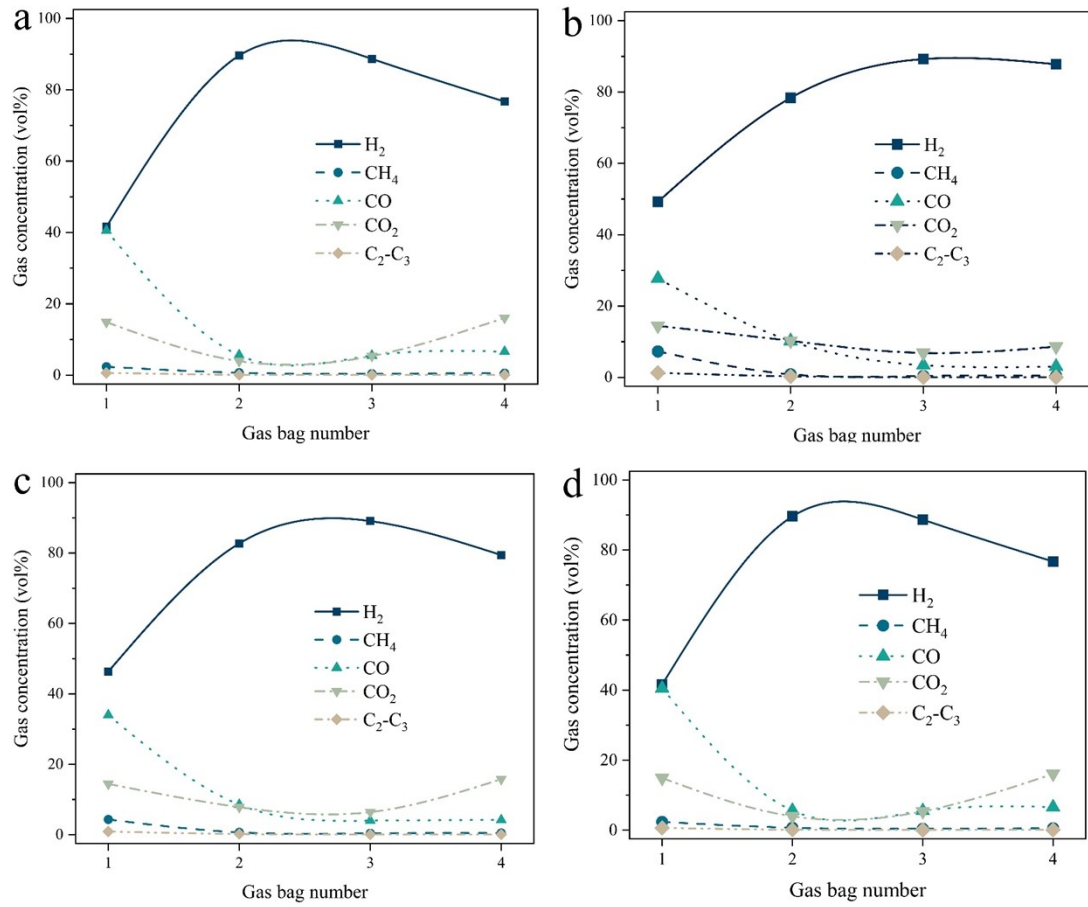 a
Gas concentration (vol%)
100
80
60
40
20
0
H₂
CH₄
CO
CO₂
C₂-C₃
1 2 3 4
Gas bag number
b
Gas concentration (vol%)
100
80
60
40
20
0
H₂
CH₄
CO
CO₂
C₂-C₃
1 2 3 4
Gas bag number
c
Gas concentration (vol%)
100
80
60
40
20
0
H₂
CH₄
CO
CO₂
C₂-C₃
1 2 3 4
Gas bag number
d
Gas concentration (vol%)
100
80
60
40
20
0
H₂
CH₄
CO
CO₂
C₂-C₃
1 2 3 4
Gas bag number